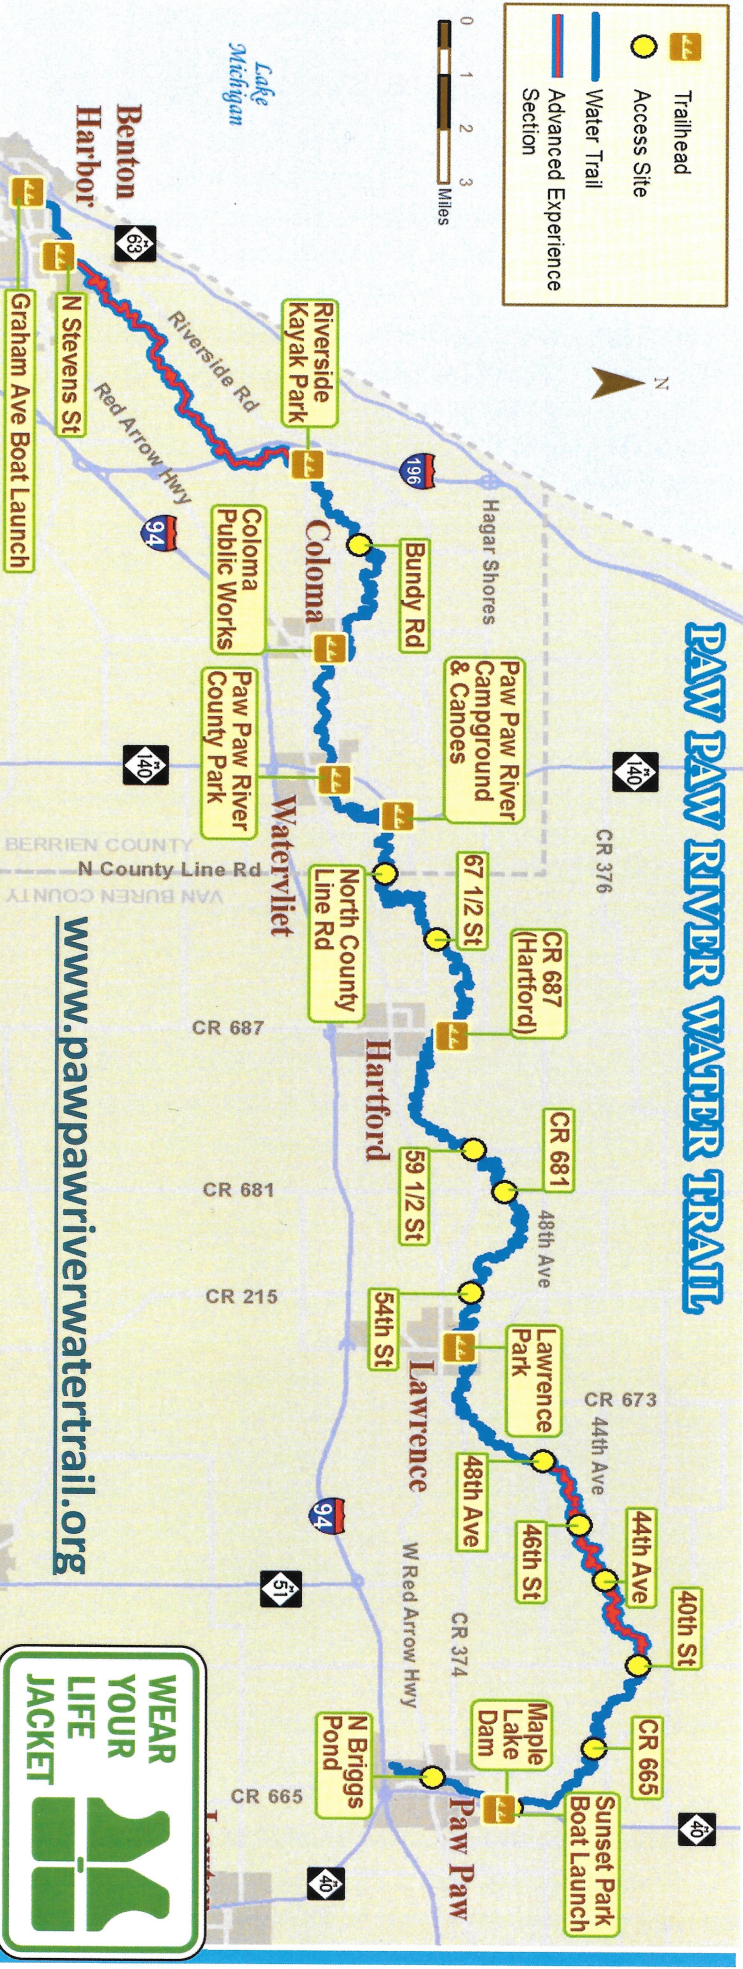 PAW PAW RIVER WATER TRAIL
Trailhead
Access Site
Water Trail
Advanced Experience
Section
0 1 2 3
Miles
N
Lake
Michigan
Benton
Harbor
M
63
Riverside Rd
Red Arrow Hwy
N Stevens St
Graham Ave Boat Launch
Riverside
Kayak Park
196
Hagar Shores
94
Coloma
Bundy Rd
Coloma
Public Works
Paw Paw River
Campground
& Canoes
Paw Paw River
County Park
M
140
M
140
Watervliet
CR 376
BERRIEN COUNTY
N County Line Rd
VAN BUREN COUNTY
North County
Line Rd
67 1/2 St
CR 687
(Hartford)
CR 687
Hartford
CR 681
59 1/2 St
CR 681
48th Ave
CR 215
54th St
Lawrence
Park
Lawrence
CR 673
44th Ave
48th Ave
46th St
44th Ave
40th St
94
M
51
W Red Arrow Hwy
CR 374
CR 665
Maple
Lake
Dam
Sunset Park
Boat Launch
N Briggs
Pond
Paw Paw
CR 665
M
40
M
40
www.pawpawriverwatertrail.org
WEAR
YOUR
LIFE
JACKET